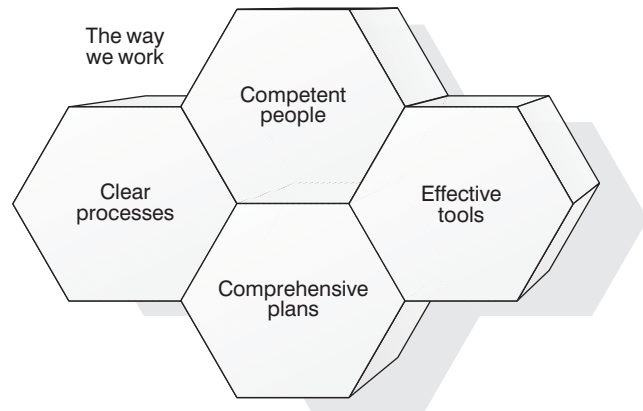 The way
we work
Competent
people
Clear
processes
Effective
tools
Comprehensive
plans